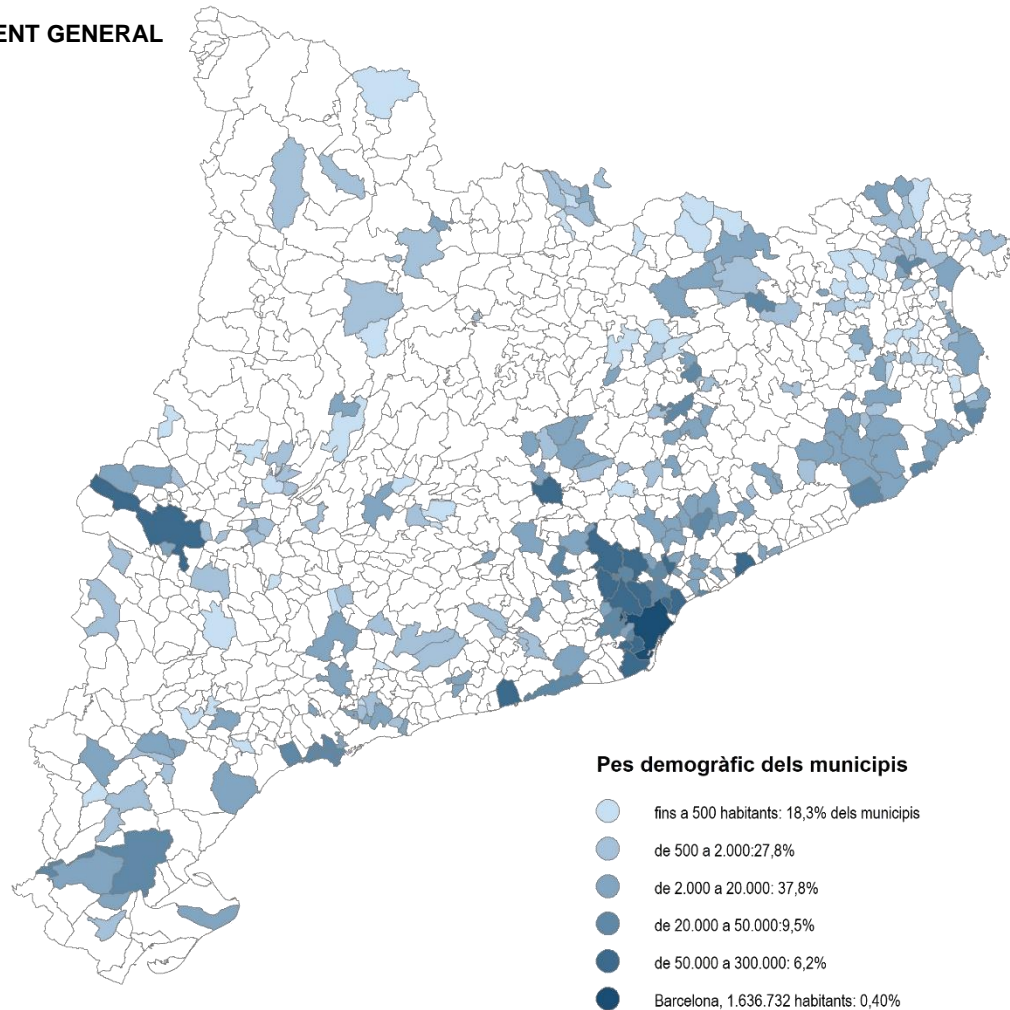 ENT GENERAL
Pes demogràfic dels municipis
fins a 500 habitants: 18,3% dels municipis
de 500 a 2.000:27,8%
de 2.000 a 20.000: 37,8%
de 20.000 a 50.000:9,5%
de 50.000 a 300.000: 6,2%
Barcelona, 1.636.732 habitants: 0,40%